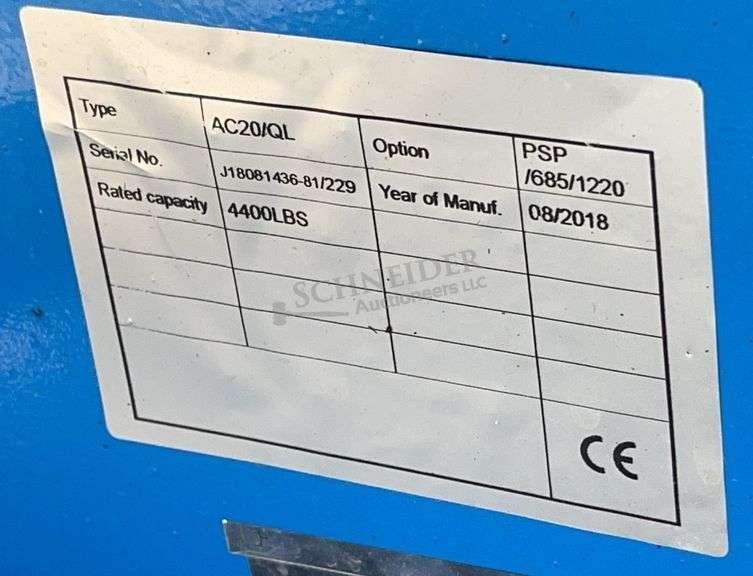 Type AC20/QL Option PSP /685/1220
Serial No. J18081436-81/229 Year of Manuf. 08/2018
Rated capacity 4400LBS
SCHNEIDER
Auctioneers LLC
CE